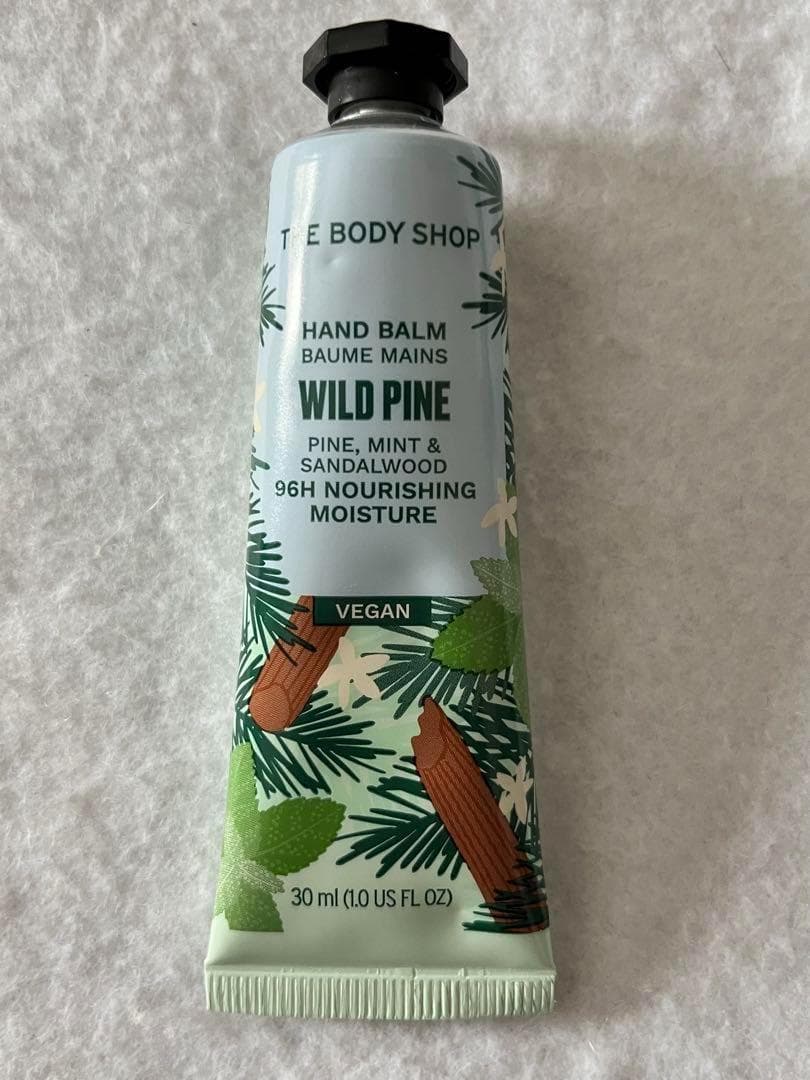 THE BODY SHOP
HAND BALM
BAUME MAINS
WILD PINE
PINE, MINT &
SANDALWOOD
96H NOURISHING
MOISTURE
VEGAN
30 ml (1.0 US FL OZ)